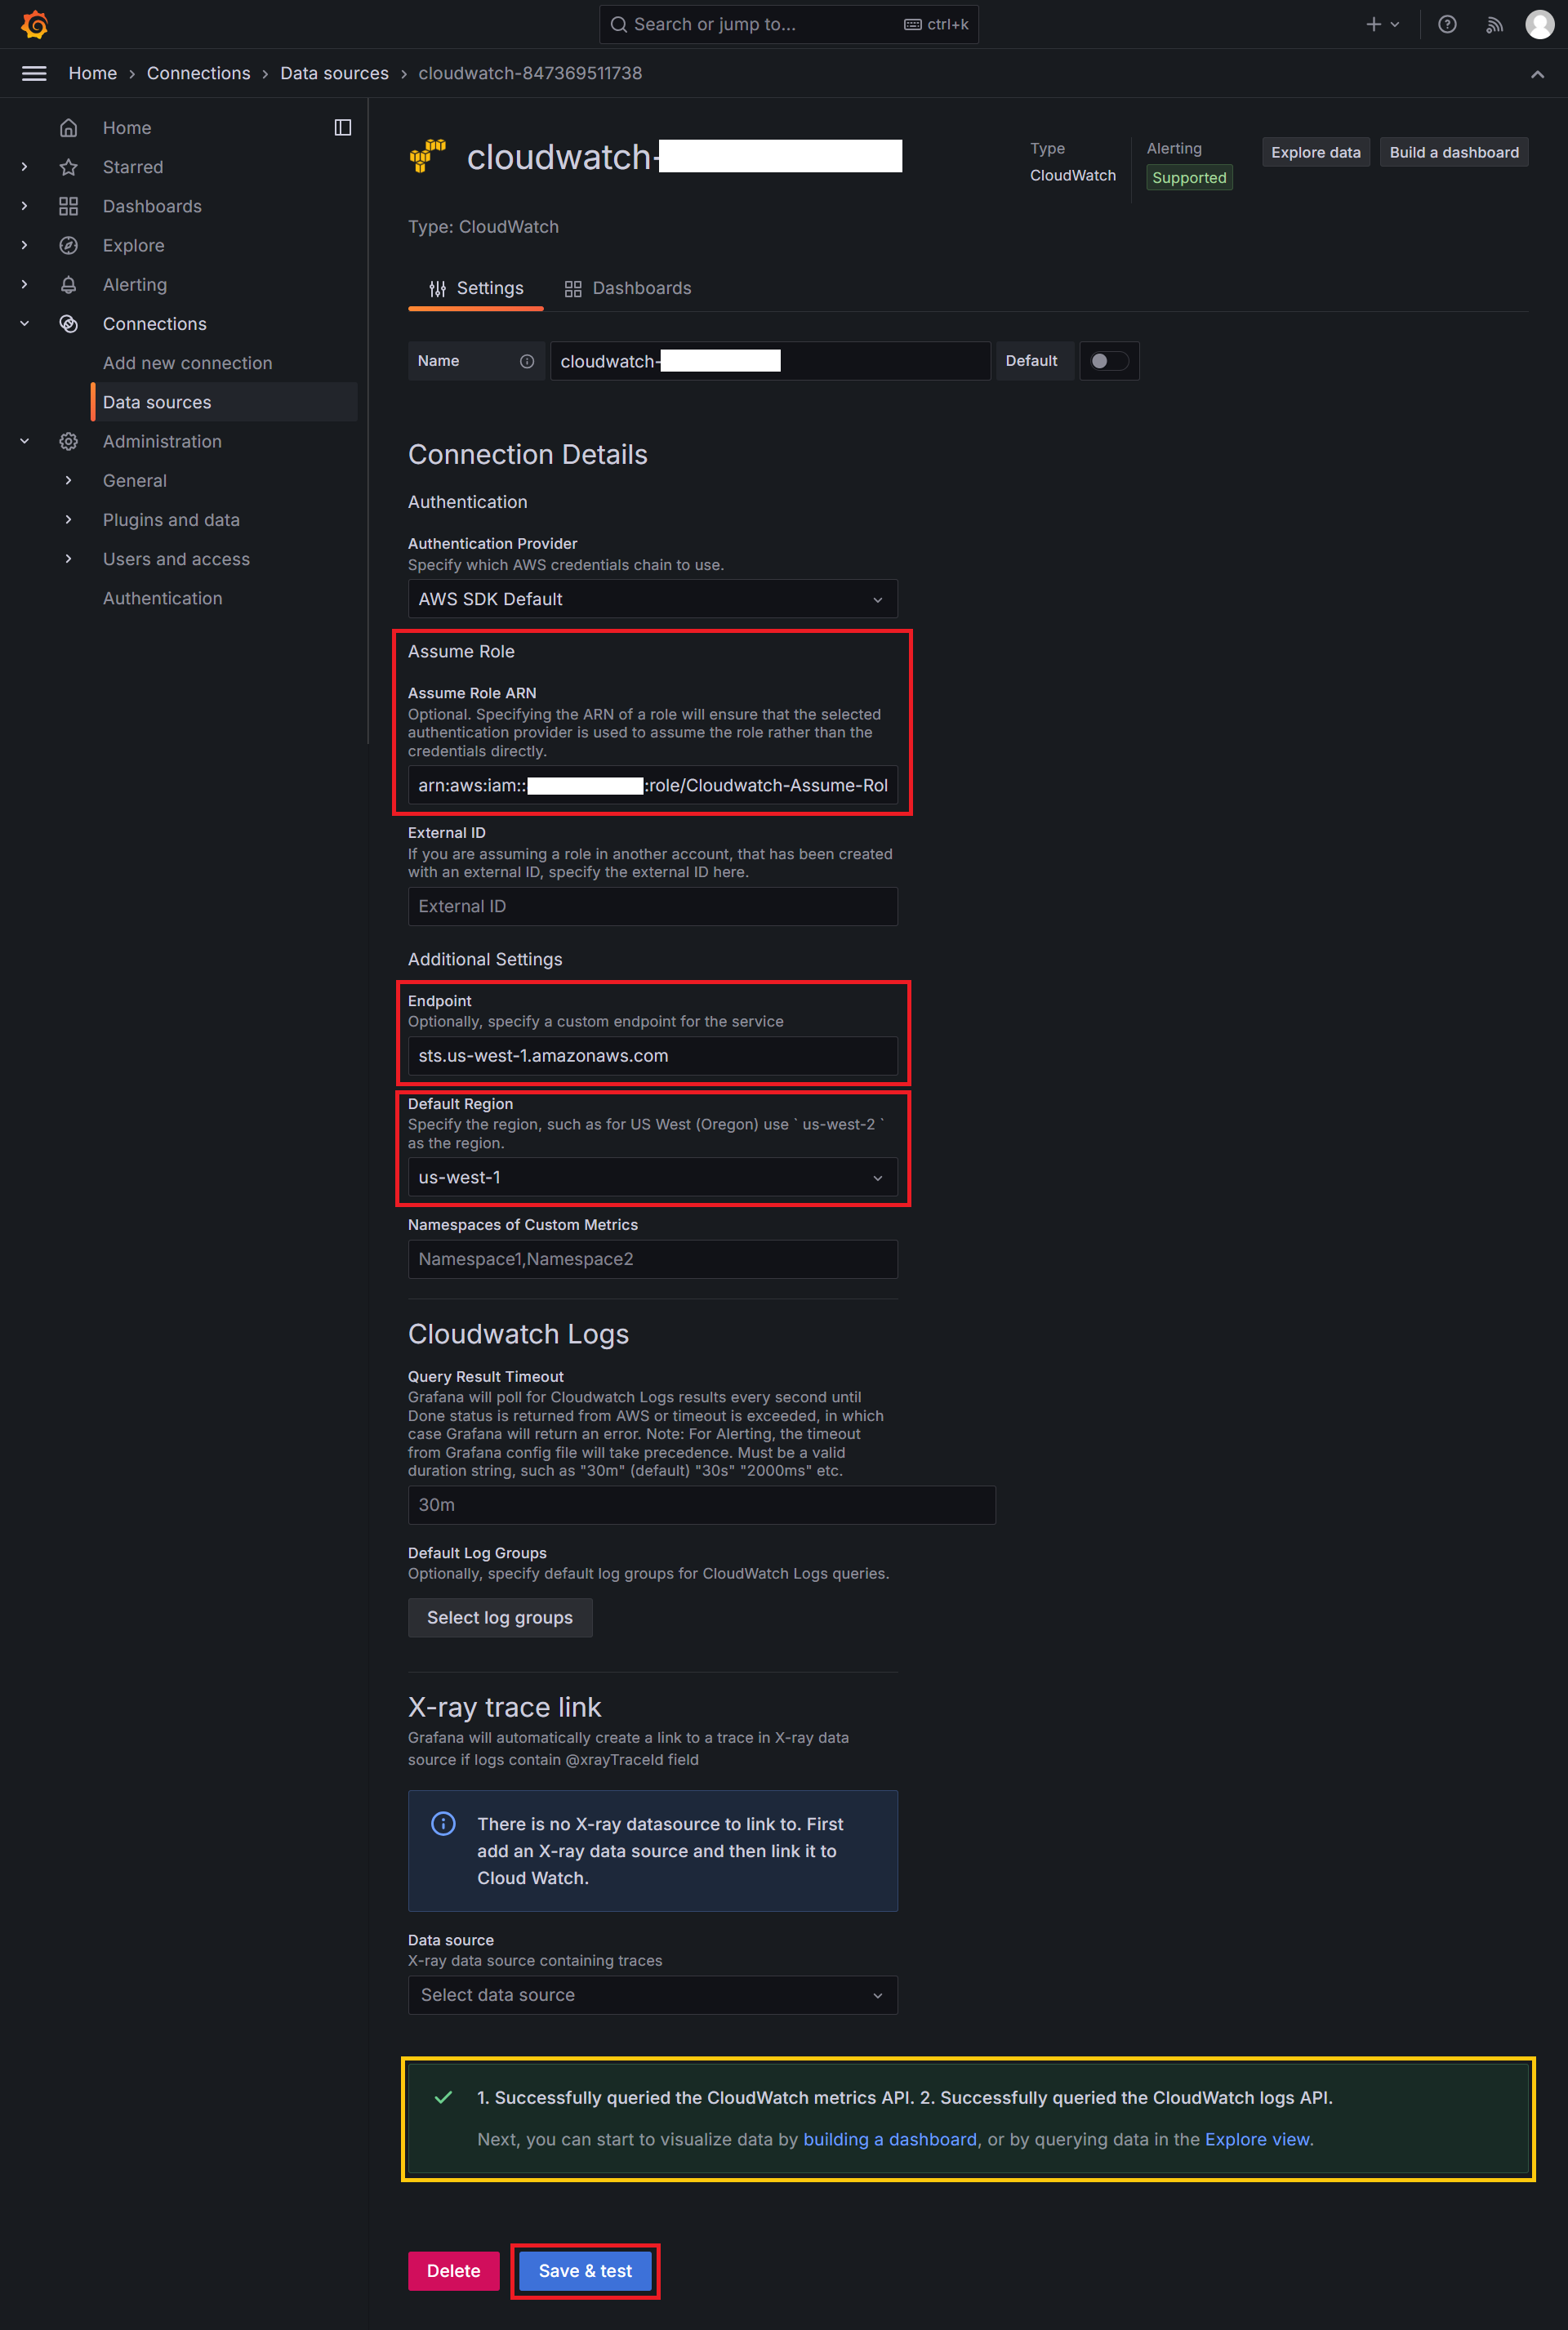 Search or jump to...
ctrl+k
Home › Connections › Data sources › cloudwatch-847369511738
Home
Starred
Dashboards
Explore
Alerting
Connections
Add new connection
Data sources
Administration
General
Plugins and data
Users and access
Authentication
cloudwatch-
Type
CloudWatch
Alerting
Supported
Explore data
Build a dashboard
Type: CloudWatch
Settings
Dashboards
Name
cloudwatch-
Default
Connection Details
Authentication
Authentication Provider
Specify which AWS credentials chain to use.
AWS SDK Default
Assume Role
Assume Role ARN
Optional. Specifying the ARN of a role will ensure that the selected
authentication provider is used to assume the role rather than the
credentials directly.
arn:aws:iam:: :role/Cloudwatch-Assume-Rol
External ID
If you are assuming a role in another account, that has been created
with an external ID, specify the external ID here.
External ID
Additional Settings
Endpoint
Optionally, specify a custom endpoint for the service
sts.us-west-1.amazonaws.com
Default Region
Specify the region, such as for US West (Oregon) use ` us-west-2 `
as the region.
us-west-1
Namespaces of Custom Metrics
Namespace1,Namespace2
Cloudwatch Logs
Query Result Timeout
Grafana will poll for Cloudwatch Logs results every second until
Done status is returned from AWS or timeout is exceeded, in which
case Grafana will return an error. Note: For Alerting, the timeout
from Grafana config file will take precedence. Must be a valid
duration string, such as "30m" (default) "30s" "2000ms" etc.
30m
Default Log Groups
Optionally, specify default log groups for CloudWatch Logs queries.
Select log groups
X-ray trace link
Grafana will automatically create a link to a trace in X-ray data
source if logs contain @xrayTraceId field
There is no X-ray datasource to link to. First
add an X-ray data source and then link it to
Cloud Watch.
Data source
X-ray data source containing traces
Select data source
1. Successfully queried the CloudWatch metrics API. 2. Successfully queried the CloudWatch logs API.
Next, you can start to visualize data by building a dashboard, or by querying data in the Explore view.
Delete
Save & test